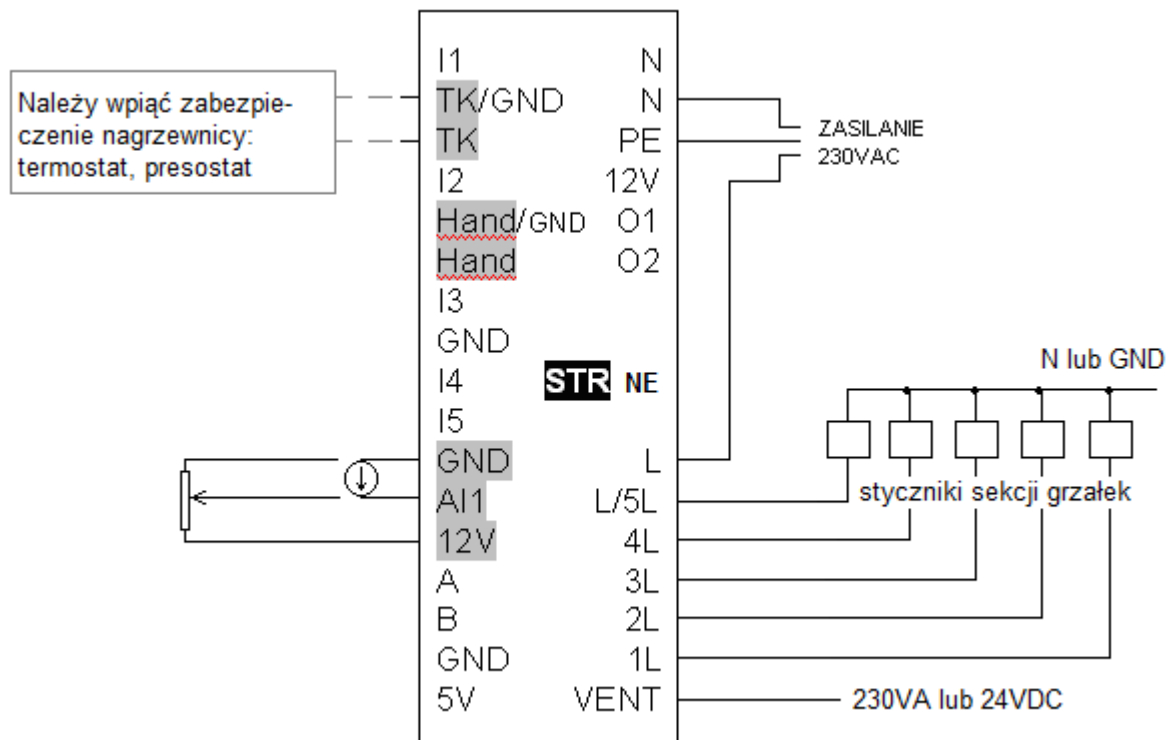 Należy wpiąć zabezpie-
czenie nagrzewnicy:
termostat, presostat
I1
TK/GND
TK
I2
Hand/GND
Hand
I3
GND
I4
I5
GND
AI1
12V
A
B
GND
5V
N
N
PE
12V
O1
O2
STR NE
L
L/5L
4L
3L
2L
1L
VENT
ZASILANIE
230VAC
N lub GND
styczniki sekcji grzałek
230VA lub 24VDC